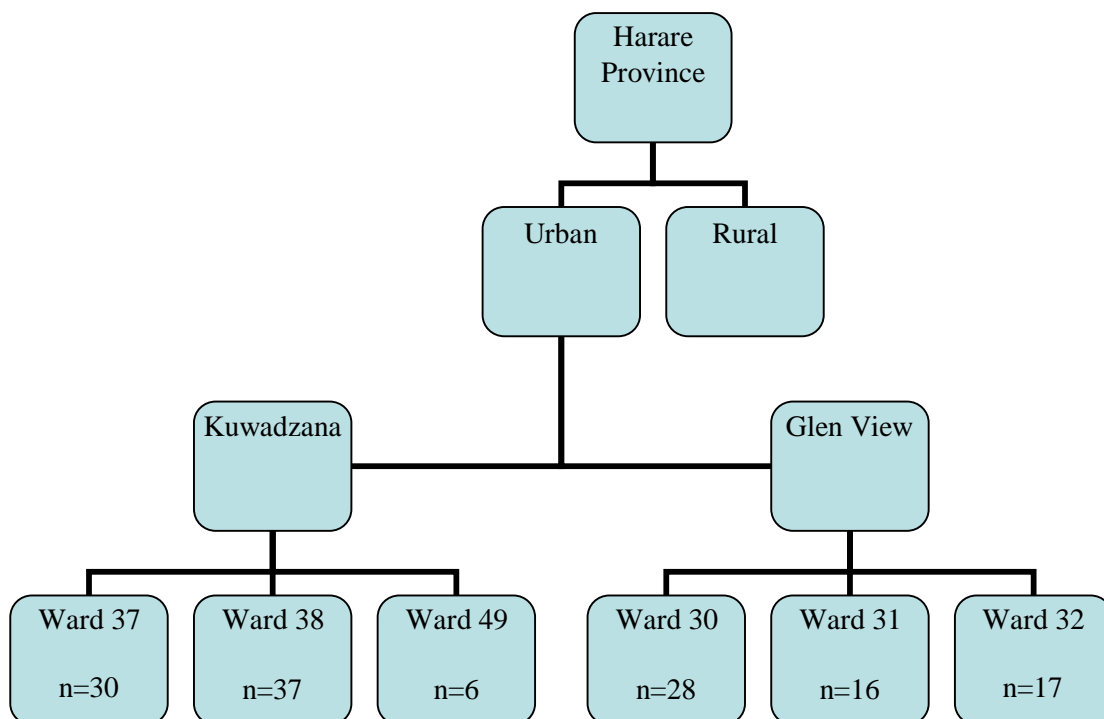 Harare
Province
Urban
Rural
Kuwadzana
Glen View
Ward 37
n=30
Ward 38
n=37
Ward 49
n=6
Ward 30
n=28
Ward 31
n=16
Ward 32
n=17